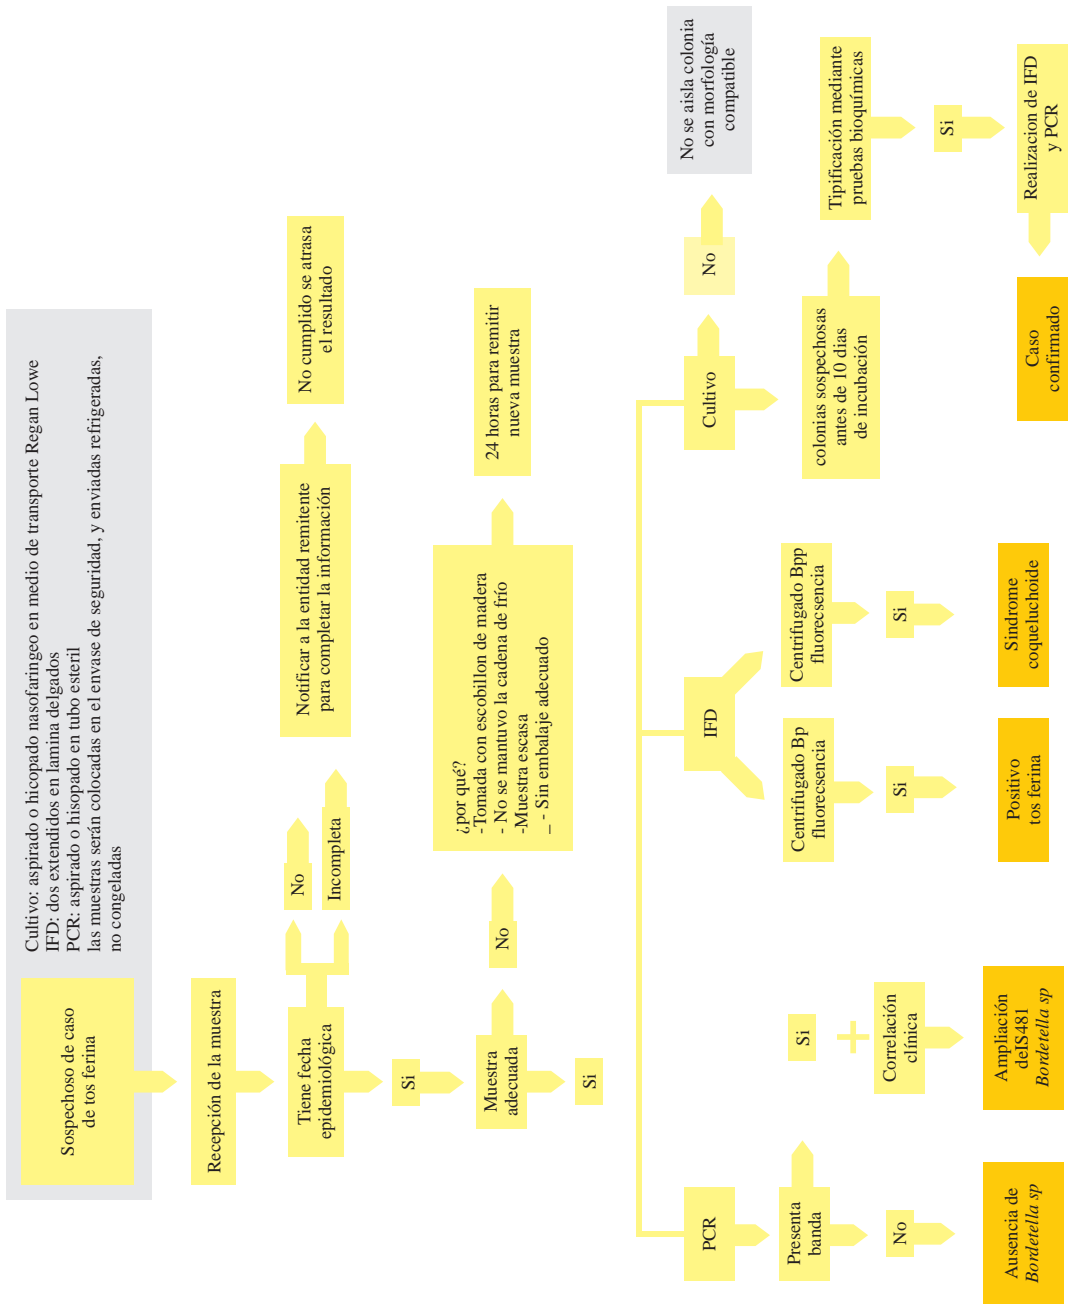 Sospechoso de caso
de tos ferina
Cultivo: aspirado o hicopado nasofaringeo en medio de transporte Regan Lowe
IFD: dos extendidos en lamina delgados
PCR: aspirado o hisopado en tubo esteril
las muestras serán colocadas en el envase de seguridad, y enviadas refrigeradas,
no congeladas
Recepción de la muestra
Tiene fecha
epidemiológica
No
Incompleta
Notificar a la entidad remitente
para completar la información
No cumplido se atrasa
el resultado
Si
Muestra
adecuada
No
¿por qué?
-Tomada con escobillon de madera
- No se mantuvo la cadena de frío
-Muestra escasa
_ - Sin embalaje adecuado
24 horas para remitir
nueva muestra
Si
PCR
Presenta
banda
No
Ausencia de
Bordetella sp
Si
+
Correlación
clínica
Ampliación
deIS481
Bordetella sp
IFD
Centrifugado Bp
fluorecsencia
Si
Positivo
tos ferina
Centrifugado Bpp
fluorecsencia
Si
Sindrome
coqueluchoide
Cultivo
No
No se aisla colonia
con morfología
compatible
colonias sospechosas
antes de 10 dias
de incubación
Tipificación mediante
pruebas bioquímicas
Si
Realizacion de IFD
y PCR
Caso
confirmado